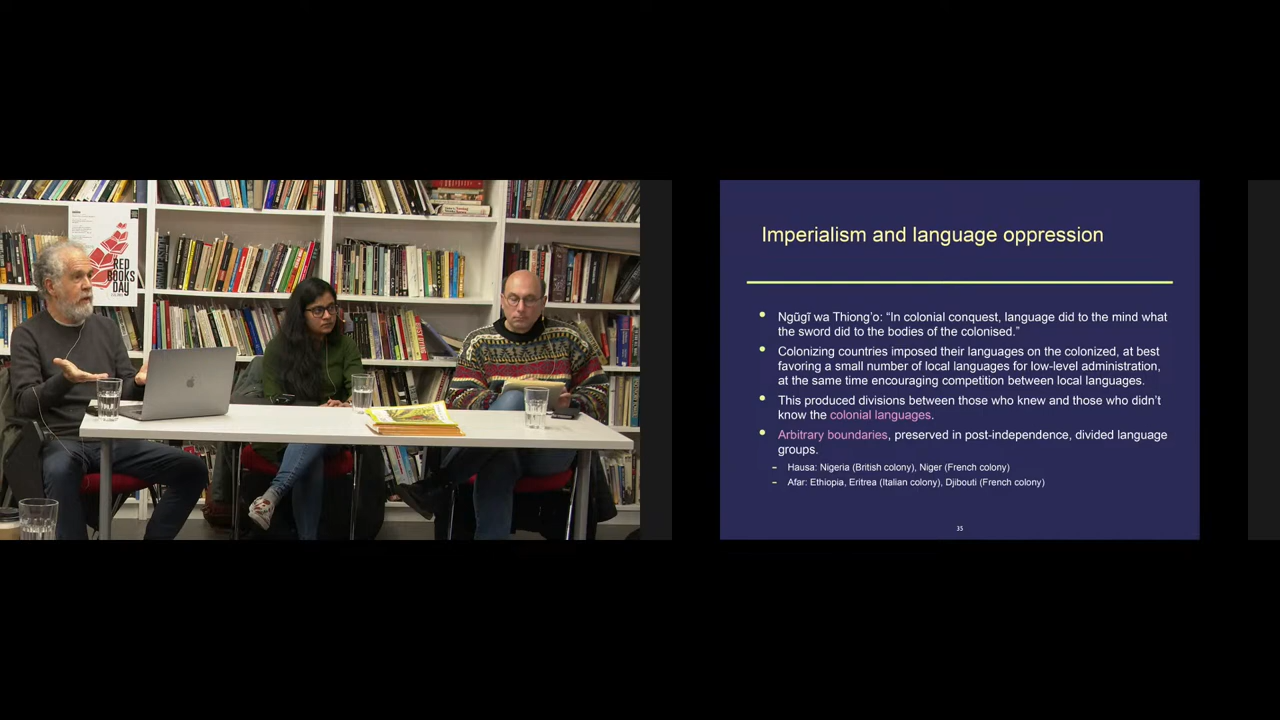 RED
BOOKS
DAY
Imperialism and language oppression
• Ngũgĩ wa Thiong’o: “In colonial conquest, language did to the mind what
the sword did to the bodies of the colonised.”
• Colonizing countries imposed their languages on the colonized, at best
favoring a small number of local languages for low-level administration,
at the same time encouraging competition between local languages.
• This produced divisions between those who knew and those who didn’t
know the colonial languages.
• Arbitrary boundaries, preserved in post-independence, divided language
groups.
– Hausa: Nigeria (British colony), Niger (French colony)
– Afar: Ethiopia, Eritrea (Italian colony), Djibouti (French colony)
35